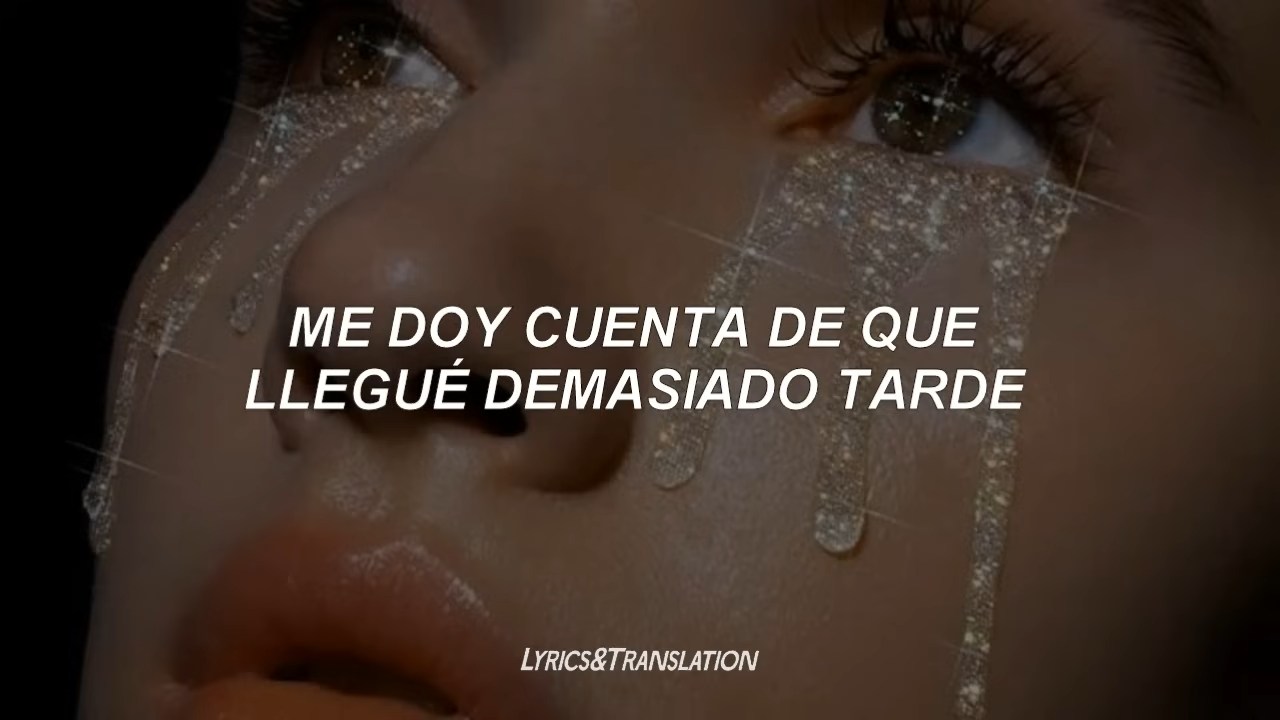 ME DOY CUENTA DE QUE
LLEGUÉ DEMASIADO TARDE
LYRICS&TRANSLATION